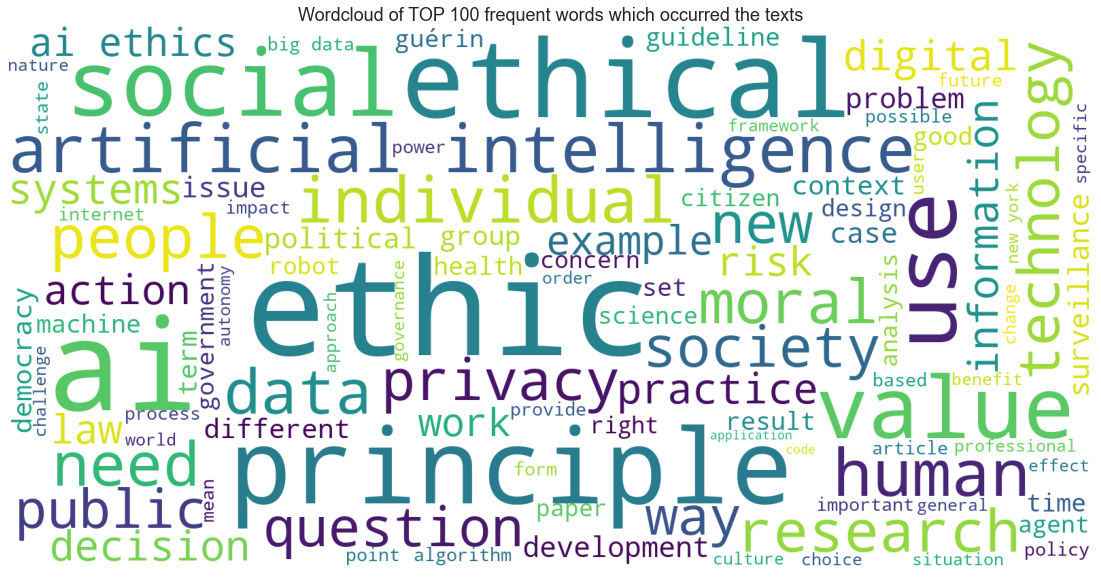 Wordcloud of TOP 100 frequent words which occurred the texts
ai ethics
big data
guérin
guideline
digital
nature
social
ethical
future
technology
state
problem
possible
specific
artificial
power
intelligence
framework
good
information
systems
issue
individual
citizen
context
user
internet
impact
design
use
new york
people
political
group
example
new
case
surveillance
robot
health
concern
risk
analysis
action
government
autonomy
ethic
order
set
moral
change
democracy
machine
approach
governance
science
challenge
ai
term
society
data
privacy
practice
value
based
benefit
law
process
different
work
provide
right
result
world
application
code
article
professional
need
principle
form
human
effect
public
mean
question
paper
way
important
general
time
decision
point
algorithm
development
research
agent
culture
choice
situation
policy